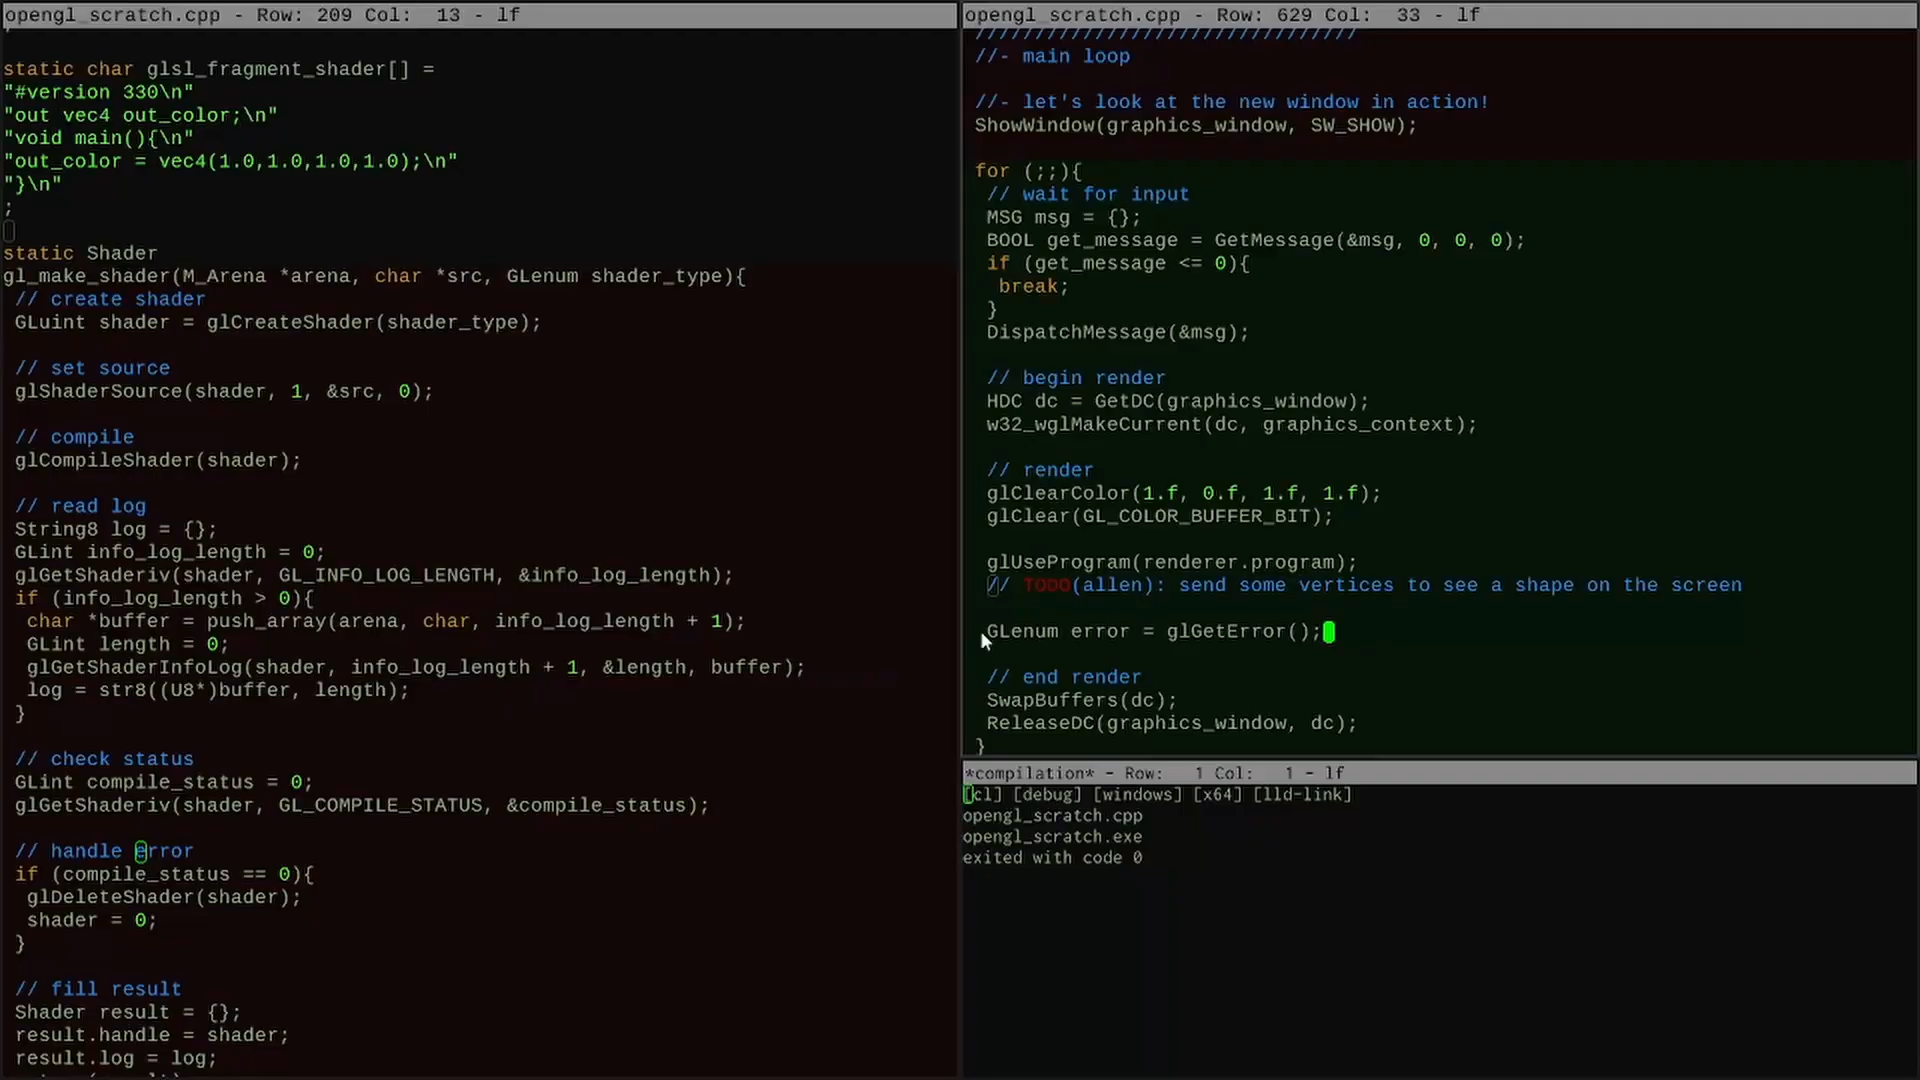 opengl_scratch.cpp - Row: 209 Col:  13 - lf
static char glsl_fragment_shader[] =
"#version 330\n"
"out vec4 out_color;\n"
"void main(){\n"
"out_color = vec4(1.0,1.0,1.0,1.0);\n"
"}\n"
;
static Shader
gl_make_shader(M_Arena *arena, char *src, GLenum shader_type){
// create shader
GLuint shader = glCreateShader(shader_type);
// set source
glShaderSource(shader, 1, &src, 0);
// compile
glCompileShader(shader);
// read log
String8 log = {};
GLint info_log_length = 0;
glGetShaderiv(shader, GL_INFO_LOG_LENGTH, &info_log_length);
if (info_log_length > 0){
char *buffer = push_array(arena, char, info_log_length + 1);
GLint length = 0;
glGetShaderInfoLog(shader, info_log_length + 1, &length, buffer);
log = str8((U8*)buffer, length);
}
// check status
GLint compile_status = 0;
glGetShaderiv(shader, GL_COMPILE_STATUS, &compile_status);
// handle error
if (compile_status == 0){
glDeleteShader(shader);
shader = 0;
}
// fill result
Shader result = {};
result.handle = shader;
result.log = log;
opengl_scratch.cpp - Row: 629 Col:  33 - lf
////////////////////////////////
//- main loop
//- let's look at the new window in action!
ShowWindow(graphics_window, SW_SHOW);
for (;;){
// wait for input
MSG msg = {};
BOOL get_message = GetMessage(&msg, 0, 0, 0);
if (get_message <= 0){
break;
}
DispatchMessage(&msg);
// begin render
HDC dc = GetDC(graphics_window);
w32_wglMakeCurrent(dc, graphics_context);
// render
glClearColor(1.f, 0.f, 1.f, 1.f);
glClear(GL_COLOR_BUFFER_BIT);
glUseProgram(renderer.program);
// TODO(allen): send some vertices to see a shape on the screen
GLenum error = glGetError();
// end render
SwapBuffers(dc);
ReleaseDC(graphics_window, dc);
}
*compilation* - Row:   1 Col:   1 - lf
[cl] [debug] [windows] [x64] [lld-link]
opengl_scratch.cpp
opengl_scratch.exe
exited with code 0